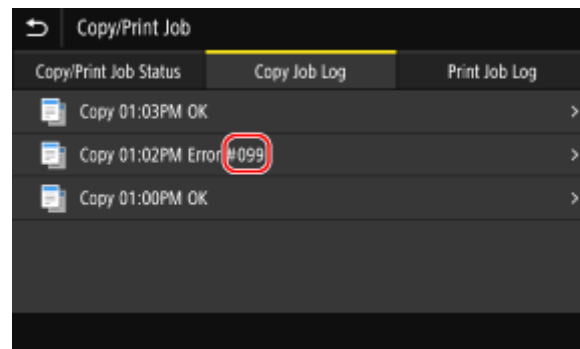 Copy/Print Job
Copy/Print Job Status Copy Job Log Print Job Log
Copy 01:03PM OK
Copy 01:02PM Error #099
Copy 01:00PM OK